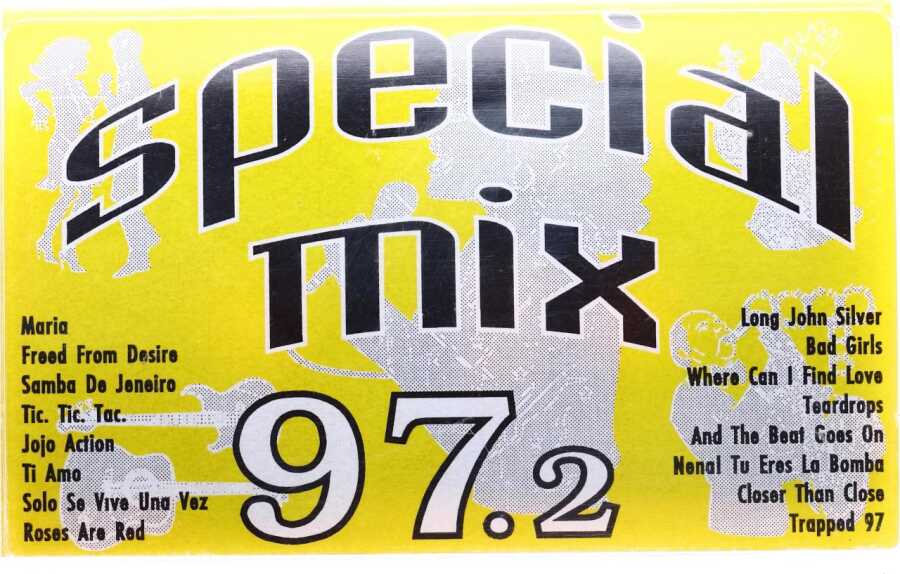 special
mix
97.2
Maria
Freed From Desire
Samba De Jeneiro
Tic. Tic. Tac.
Jojo Action
Ti Amo
Solo Se Vive Una Vez
Roses Are Red
Long John Silver
Bad Girls
Where Can I Find Love
Teardrops
And The Beat Goes On
Nena! Tu Eres La Bomba
Closer Than Close
Trapped 97